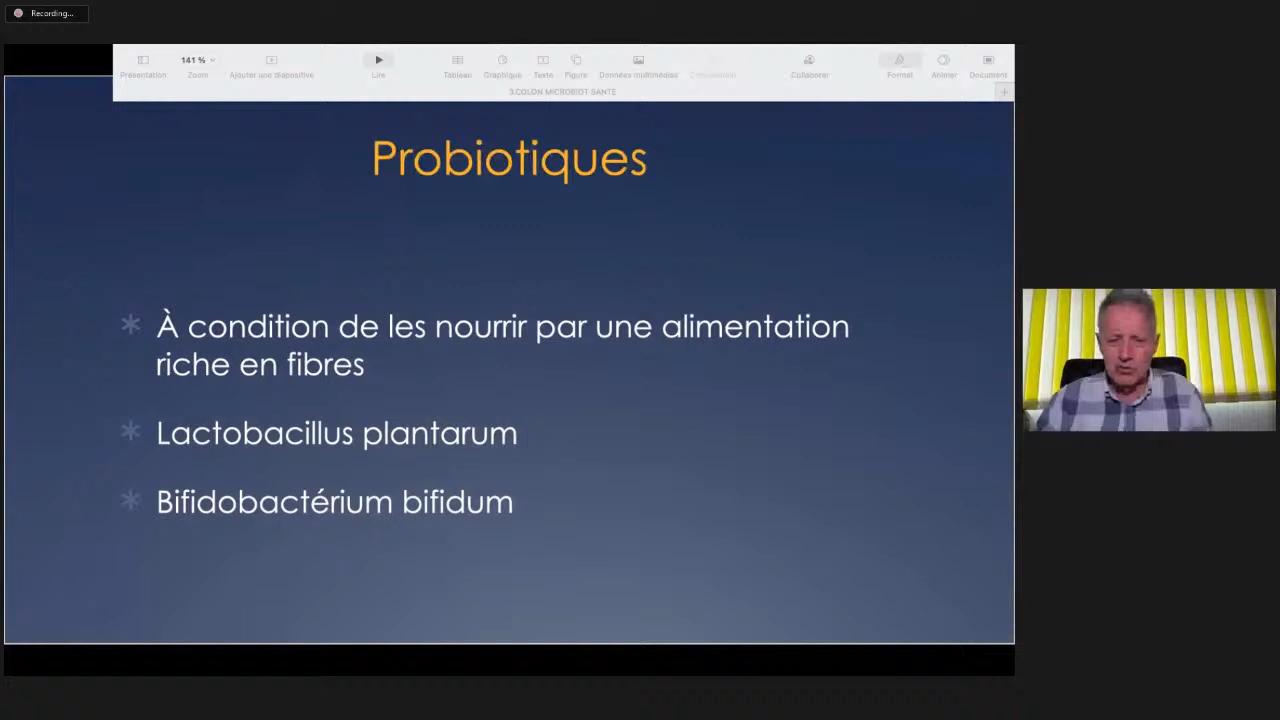 Recording...
141 %
Présentation Zoom Ajouter une diapositive Lire Tableau Graphique Texte Figure Données multimédias Commentaire Collaborer Format Animer Document
3.COLON MICROBIOT SANTE
Probiotiques
À condition de les nourrir par une alimentation
riche en fibres
Lactobacillus plantarum
Bifidobactérium bifidum